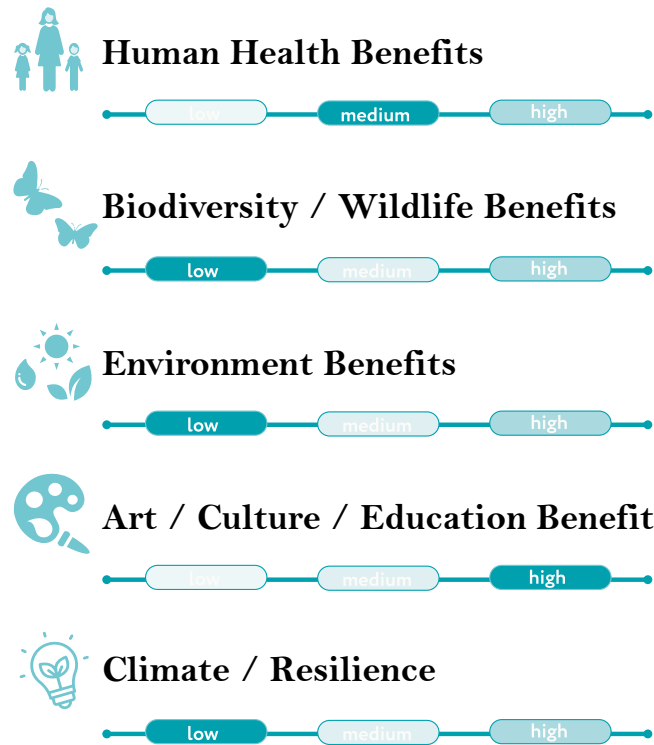 Human Health Benefits
low medium high
Biodiversity / Wildlife Benefits
low medium high
Environment Benefits
low medium high
Art / Culture / Education Benefit
low medium high
Climate / Resilience
low medium high